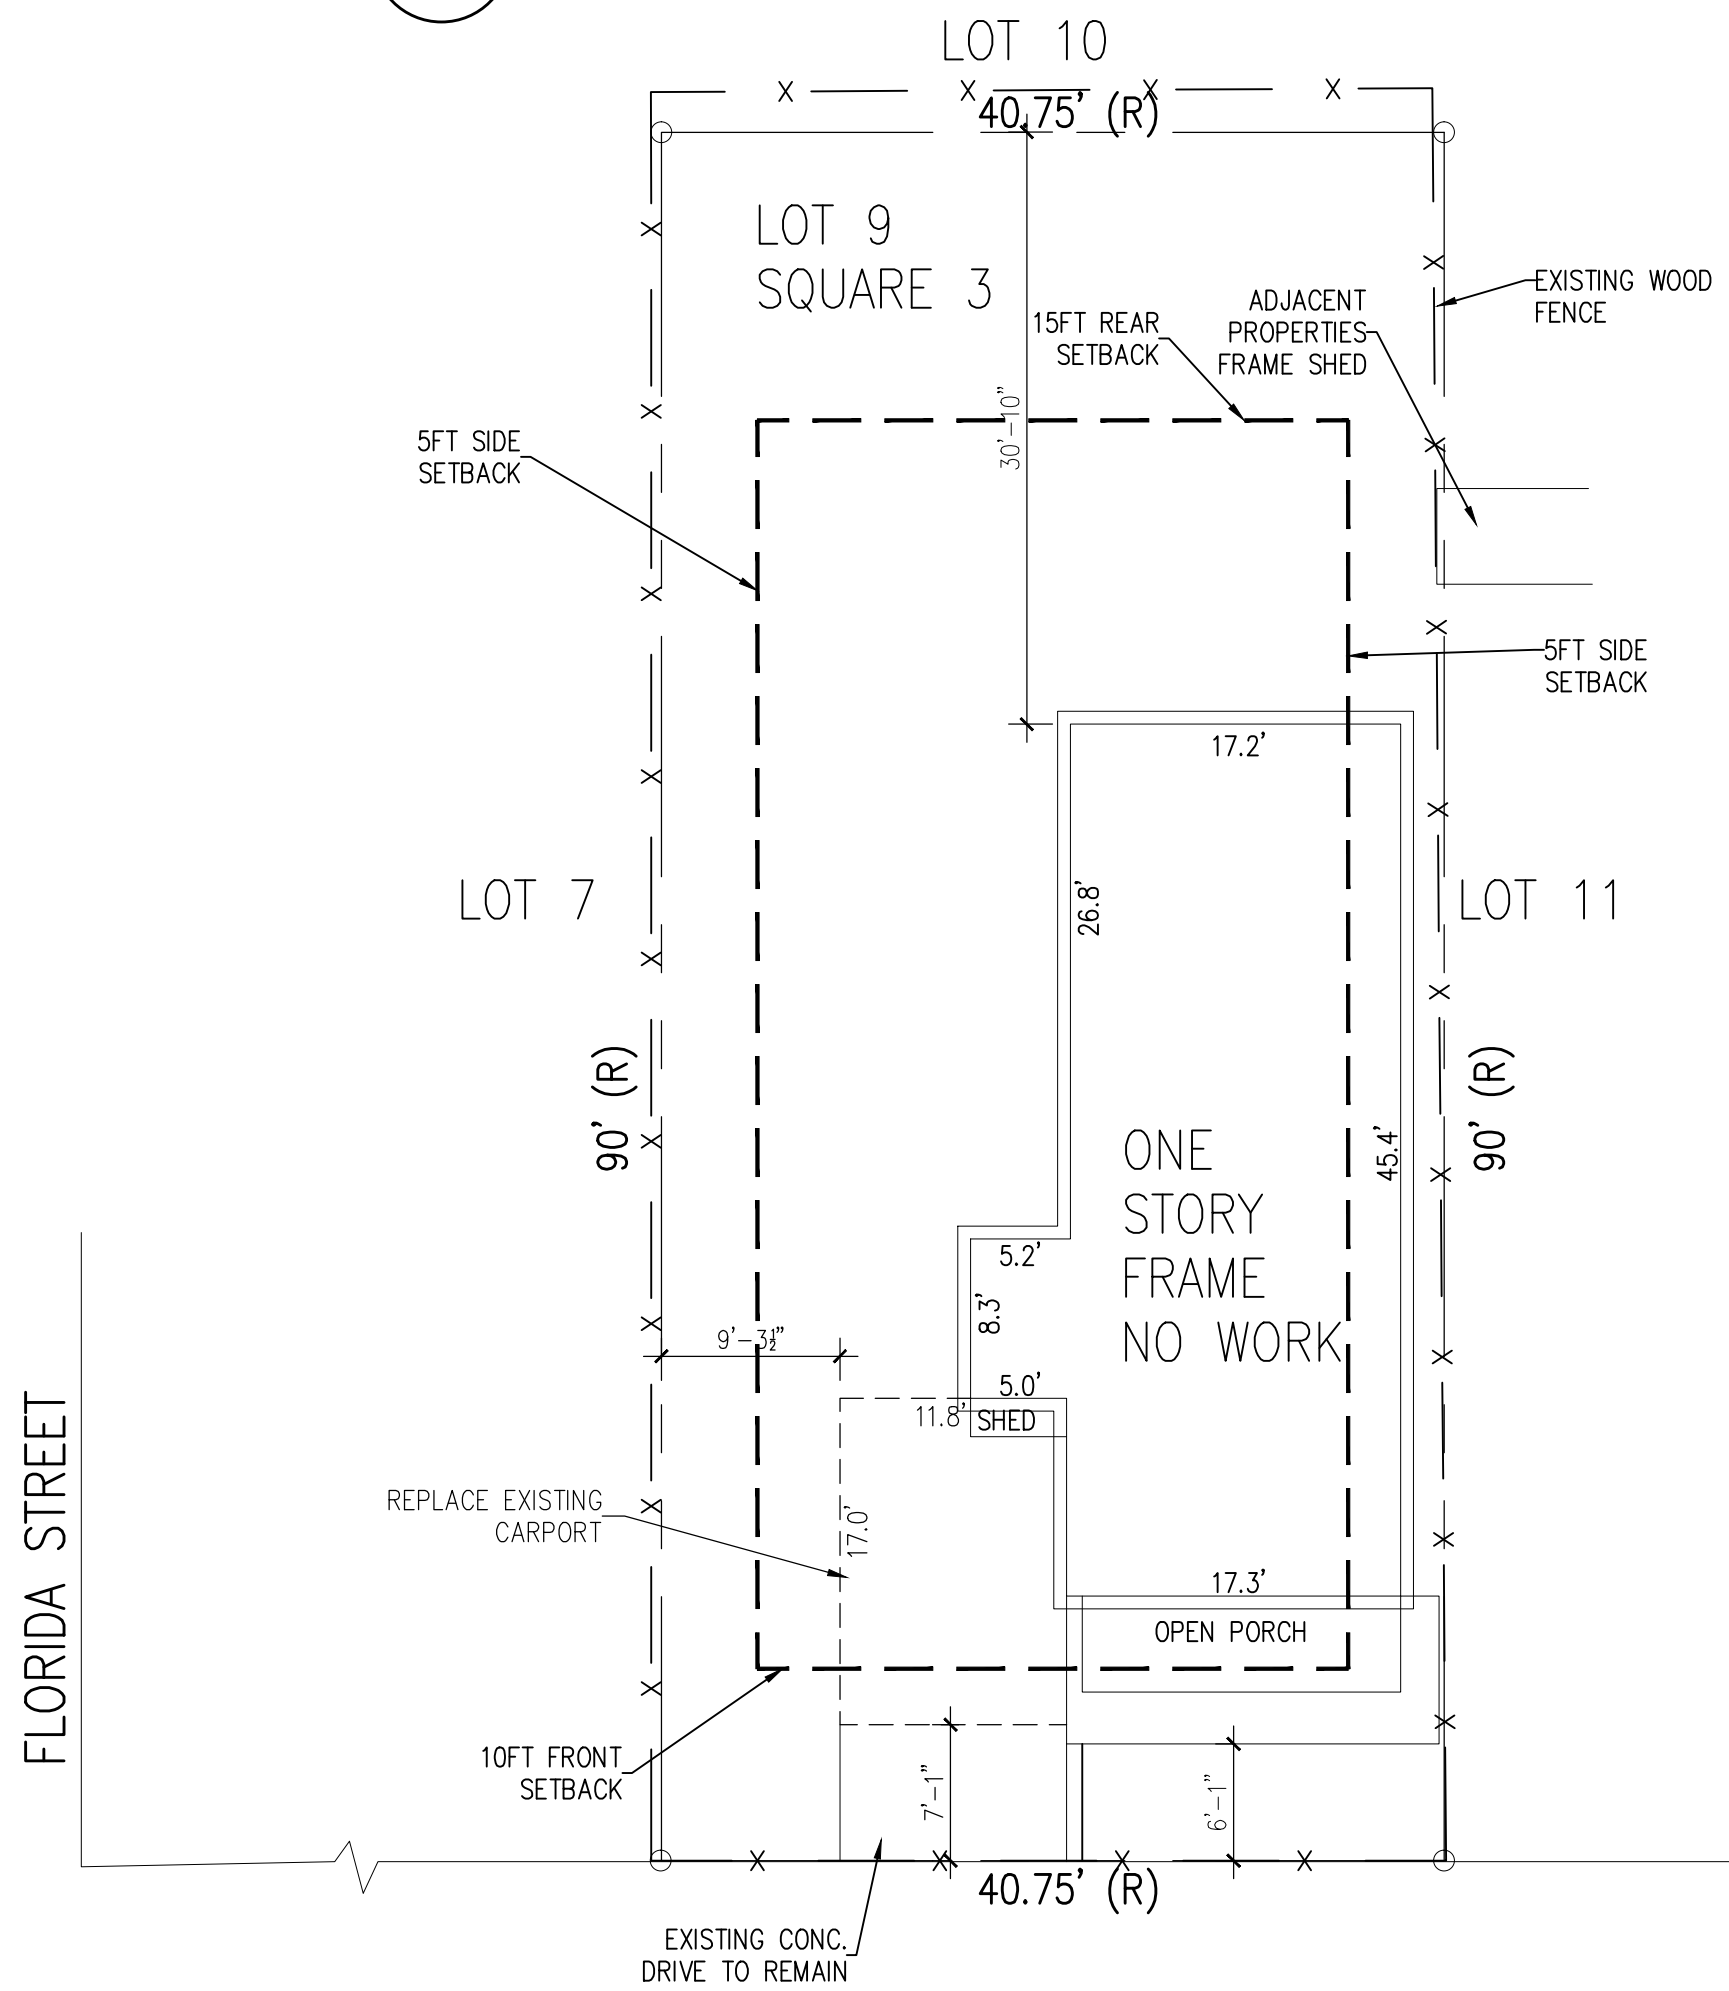 LOT 10
40.75' (R)
LOT 9
SQUARE 3
EXISTING WOOD
FENCE
ADJACENT
PROPERTIES
FRAME SHED
15FT REAR
SETBACK
30'-10"
5FT SIDE
SETBACK
5FT SIDE
SETBACK
17.2'
26.8'
LOT 7
LOT 11
90' (R)
90' (R)
ONE
STORY
FRAME
NO WORK
45.4'
5.2'
8.3'
9'-3½"
5.0'
11.8'
SHED
FLORIDA STREET
REPLACE EXISTING
CARPORT
17.0'
17.3'
OPEN PORCH
10FT FRONT
SETBACK
7'-1"
6'-1"
40.75' (R)
EXISTING CONC.
DRIVE TO REMAIN